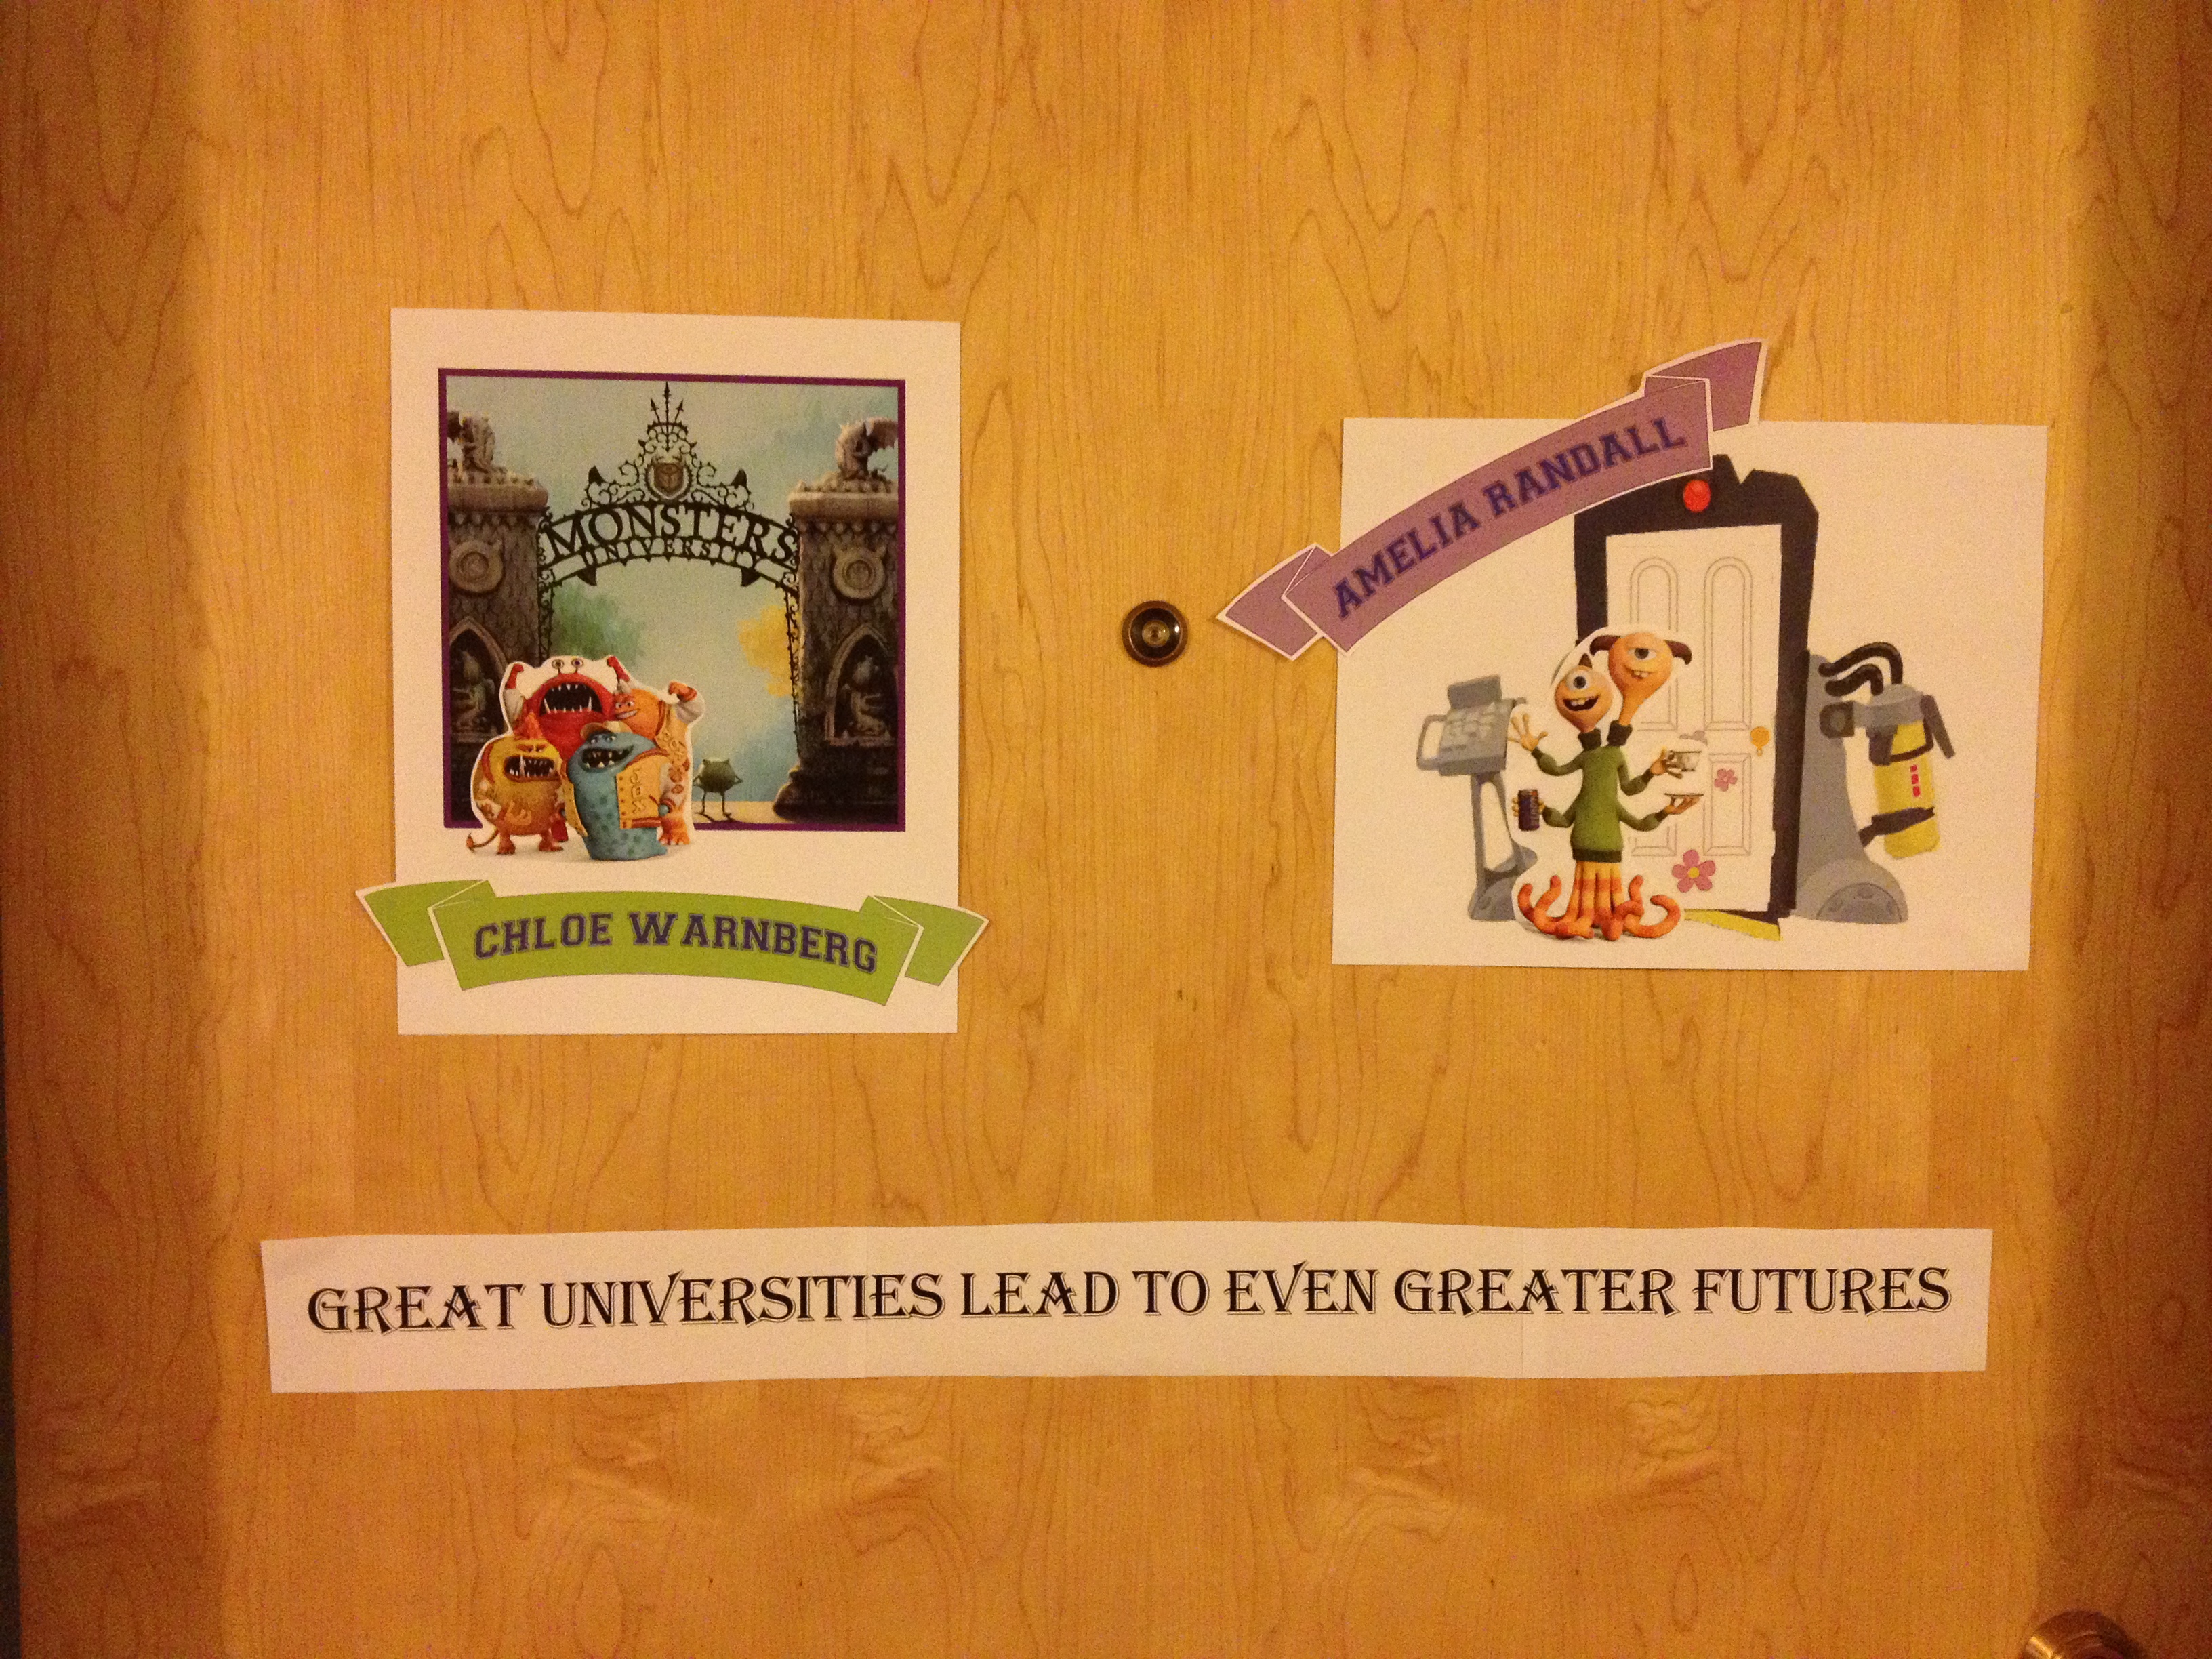 MONSTERS
UNIVERSITY
CHLOE WARNBERG
AMELIA RANDALL
GREAT UNIVERSITIES LEAD TO EVEN GREATER FUTURES